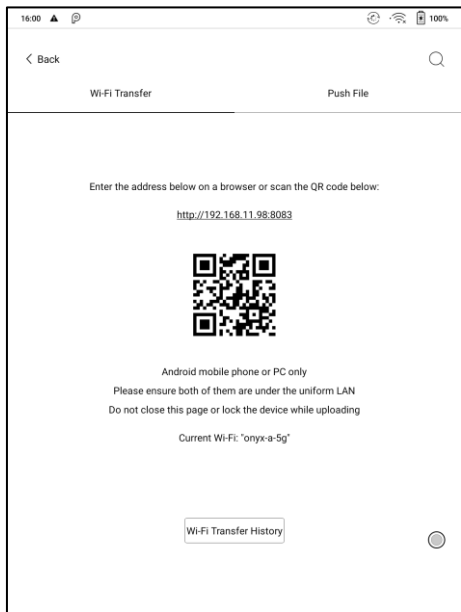 16:00 100%
Back
Wi-Fi Transfer Push File
Enter the address below on a browser or scan the QR code below:
http://192.168.11.98:8083
Android mobile phone or PC only
Please ensure both of them are under the uniform LAN
Do not close this page or lock the device while uploading
Current Wi-Fi: "onyx-a-5g"
Wi-Fi Transfer History